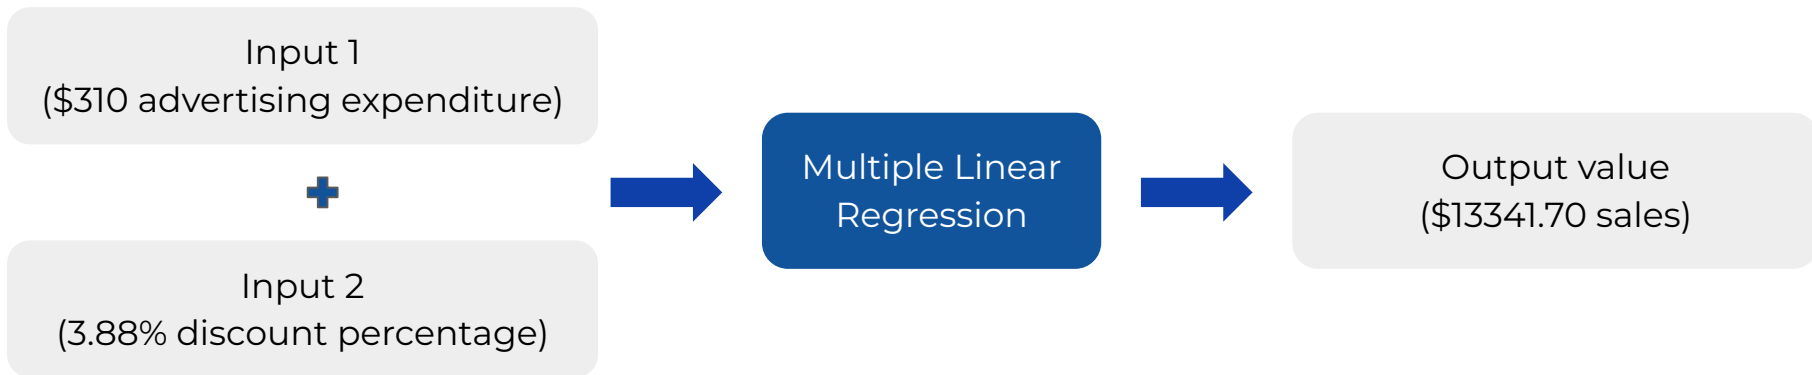 Input 1
($310 advertising expenditure)
Input 2
(3.88% discount percentage)
Multiple Linear
Regression
Output value
($13341.70 sales)